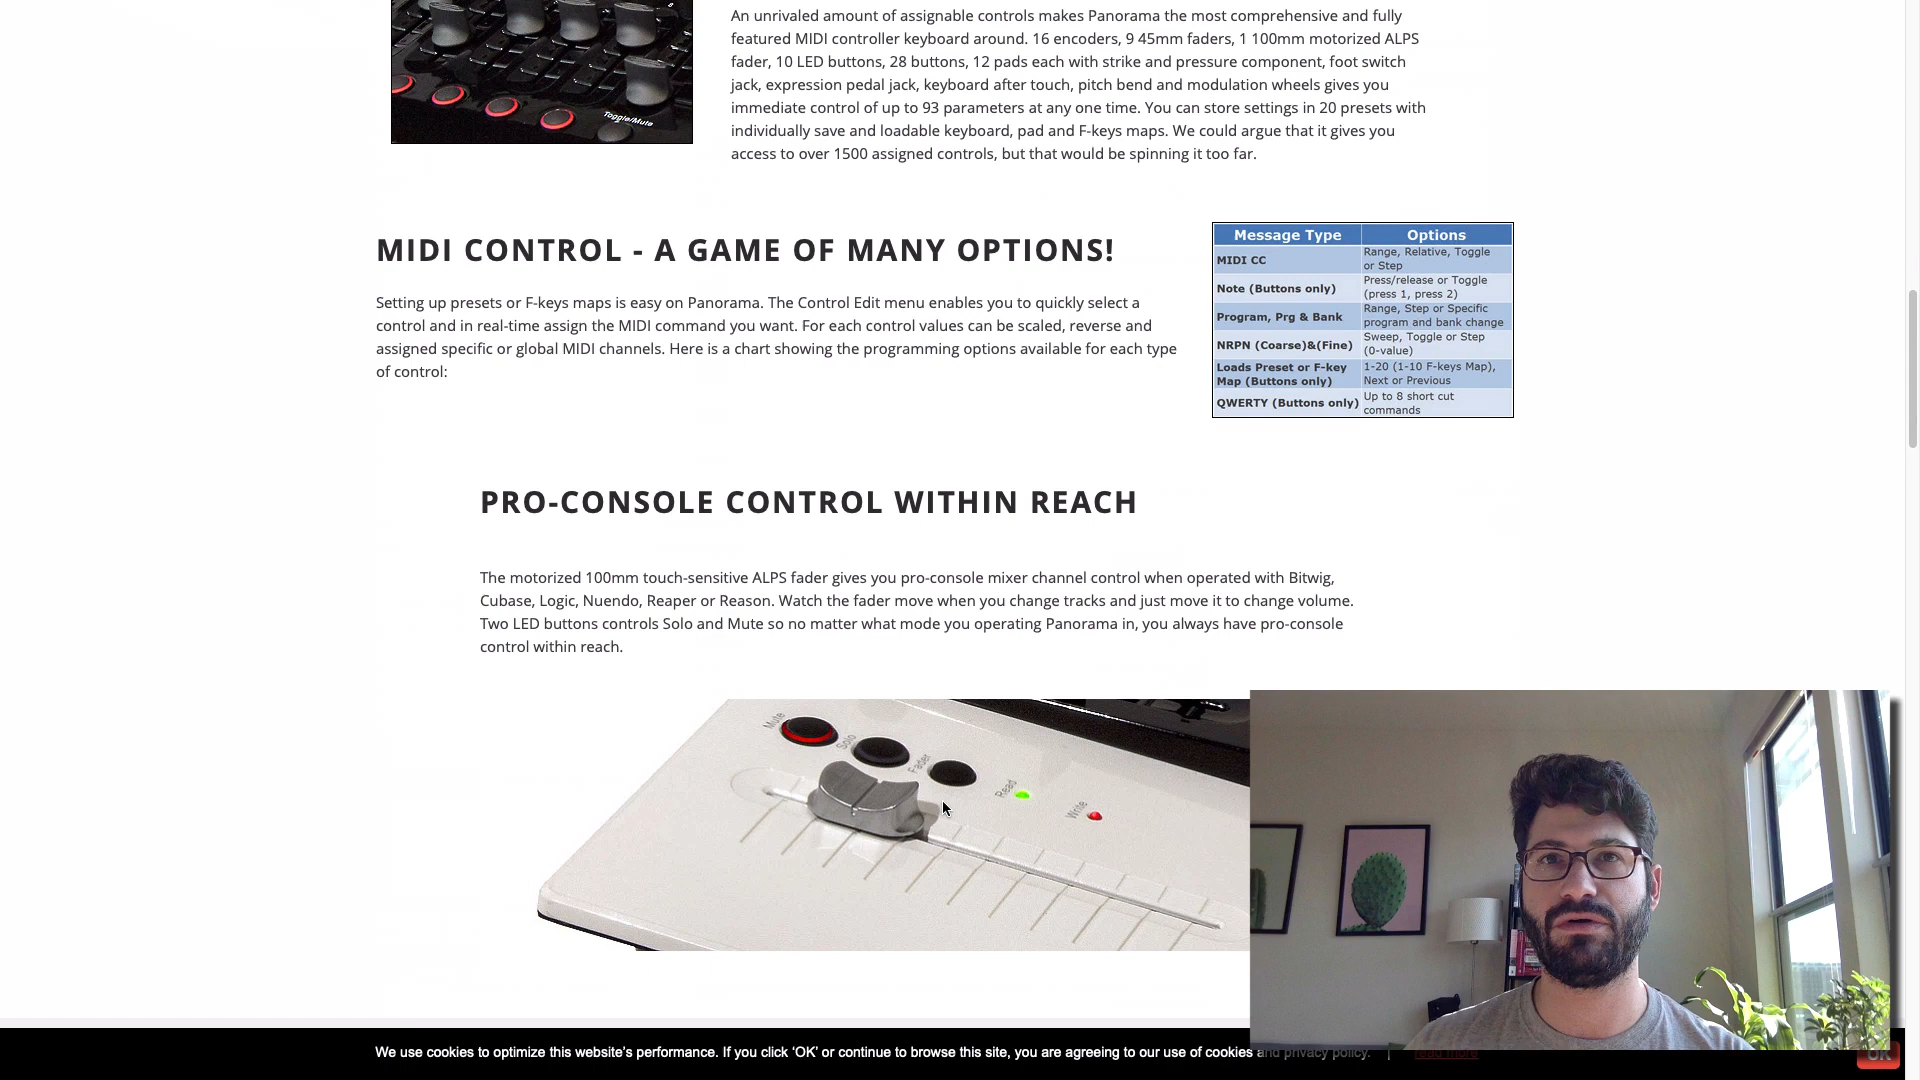 An unrivaled amount of assignable controls makes Panorama the most comprehensive and fully
featured MIDI controller keyboard around. 16 encoders, 9 45mm faders, 1 100mm motorized ALPS
fader, 10 LED buttons, 28 buttons, 12 pads each with strike and pressure component, foot switch
jack, expression pedal jack, keyboard after touch, pitch bend and modulation wheels gives you
immediate control of up to 93 parameters at any one time. You can store settings in 20 presets with
individually save and loadable keyboard, pad and F-keys maps. We could argue that it gives you
access to over 1500 assigned controls, but that would be spinning it too far.
8
Toggle/Mute
MIDI CONTROL - A GAME OF MANY OPTIONS!
Setting up presets or F-keys maps is easy on Panorama. The Control Edit menu enables you to quickly select a
control and in real-time assign the MIDI command you want. For each control values can be scaled, reverse and
assigned specific or global MIDI channels. Here is a chart showing the programming options available for each type
of control:
Message Type Options
MIDI CC Range, Relative, Toggle
or Step
Note (Buttons only) Press/release or Toggle
(press 1, press 2)
Program, Prg & Bank Range, Step or Specific
program and bank change
NRPN (Coarse)&(Fine) Sweep, Toggle or Step
(0-value)
Loads Preset or F-key 1-20 (1-10 F-keys Map),
Map (Buttons only) Next or Previous
QWERTY (Buttons only) Up to 8 short cut
commands
PRO-CONSOLE CONTROL WITHIN REACH
The motorized 100mm touch-sensitive ALPS fader gives you pro-console mixer channel control when operated with Bitwig,
Cubase, Logic, Nuendo, Reaper or Reason. Watch the fader move when you change tracks and just move it to change volume.
Two LED buttons controls Solo and Mute so no matter what mode you operating Panorama in, you always have pro-console
control within reach.
Mute
Solo
Fader
Read
Write
We use cookies to optimize this website's performance. If you click ‘OK’ or continue to browse this site, you are agreeing to our use of cookies and privacy policy. | read more
OK